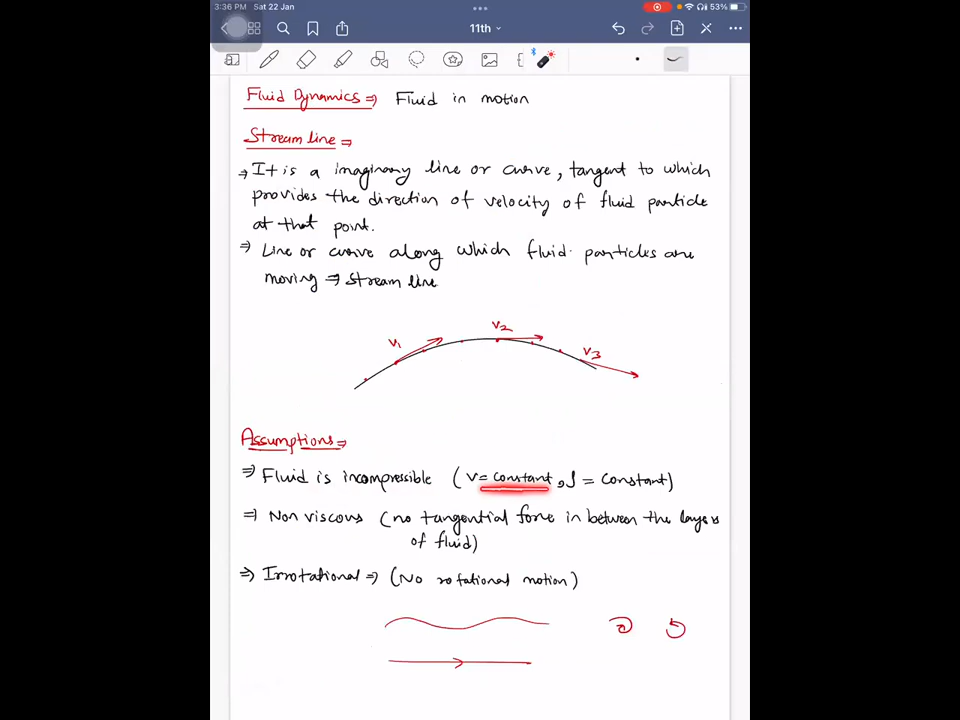 3:36 PM Sat 22 Jan
53%
11th
Fluid Dynamics ⇒ Fluid in motion
Stream line ⇒
→ It is a imaginary line or curve, tangent to which
provides the direction of velocity of fluid particle
at that point.
⇒ Line or curve along which fluid particles are
moving ⇒ stream line
V1
V2
V3
Assumptions ⇒
⇒ Fluid is incompressible (V = constant, ρ = constant)
⇒ Non viscous (no tangential force in between the layers
of fluid)
⇒ Irrotational ⇒ (No rotational motion)